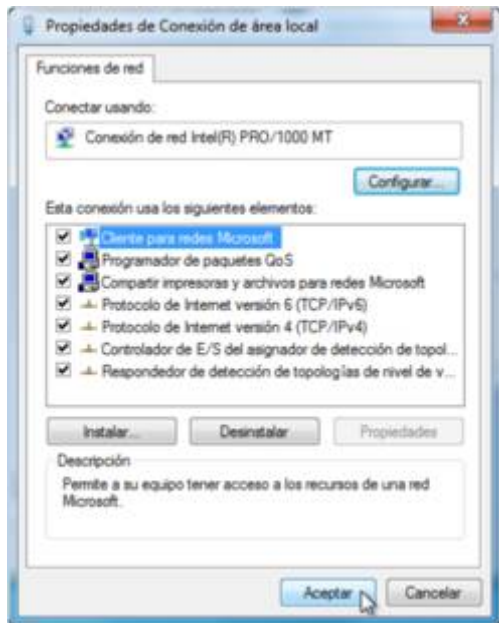 Propiedades de Conexión de área local
Funciones de red
Conectar usando:
Conexión de red Intel(R) PRO/1000 MT
Configurar...
Esta conexión usa los siguientes elementos:
Cliente para redes Microsoft
Programador de paquetes QoS
Compartir impresoras y archivos para redes Microsoft
Protocolo de Internet versión 6 (TCP/IPv6)
Protocolo de Internet versión 4 (TCP/IPv4)
Controlador de E/S del asignador de detección de topol...
Respondedor de detección de topologías de nivel de v...
Instalar... Desinstalar Propiedades
Descripción
Permite a su equipo tener acceso a los recursos de una red
Microsoft.
Aceptar Cancelar